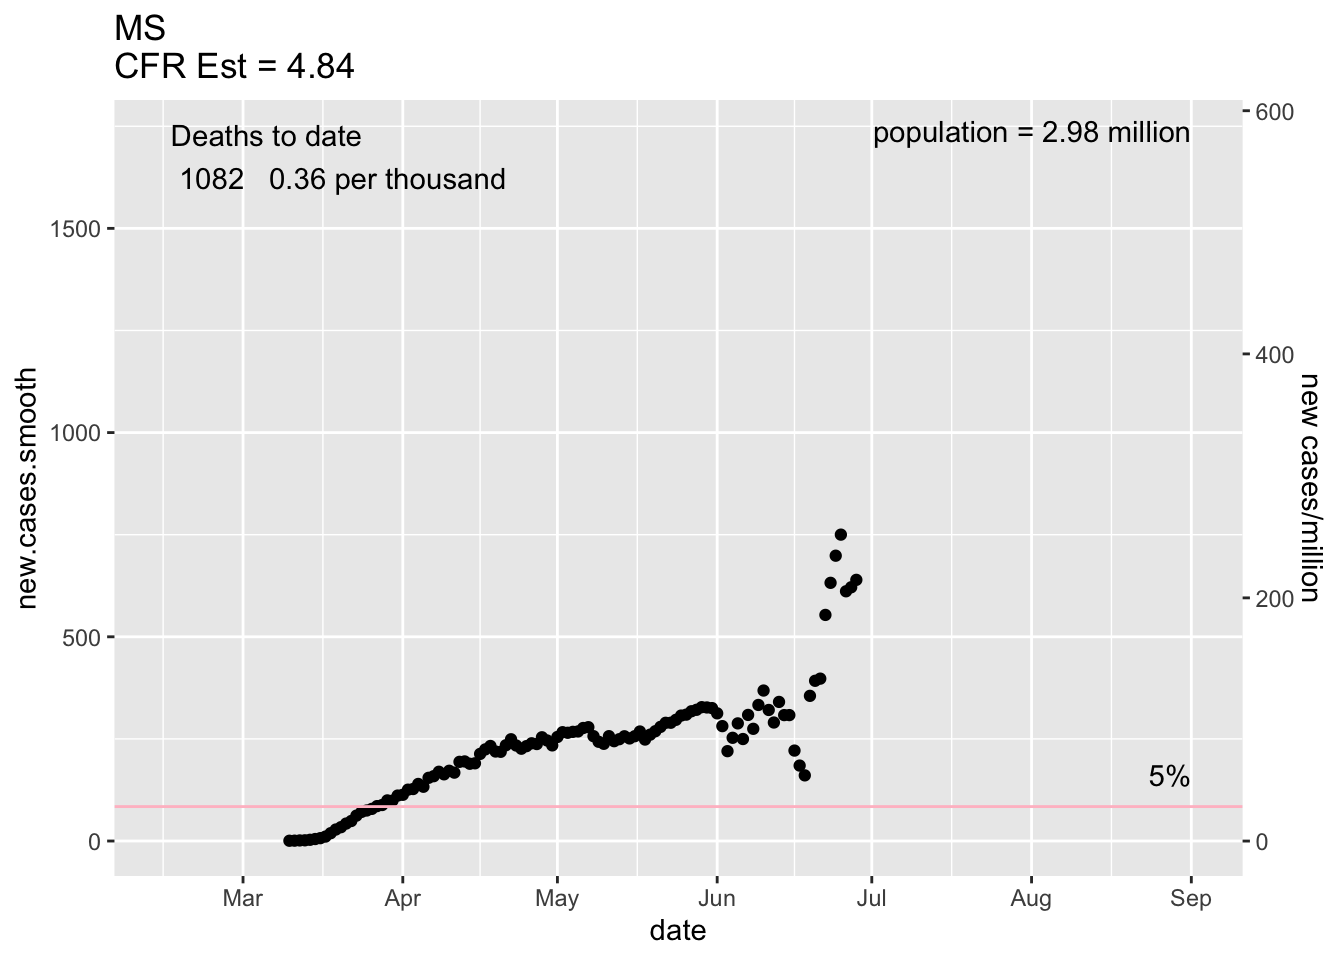 MS
CFR Est = 4.84
Deaths to date
1082 0.36 per thousand
population = 2.98 million
600
1500
400
1000
new.cases.smooth
new cases/million
200
500
5%
0
0
Mar Apr May Jun Jul Aug Sep
date